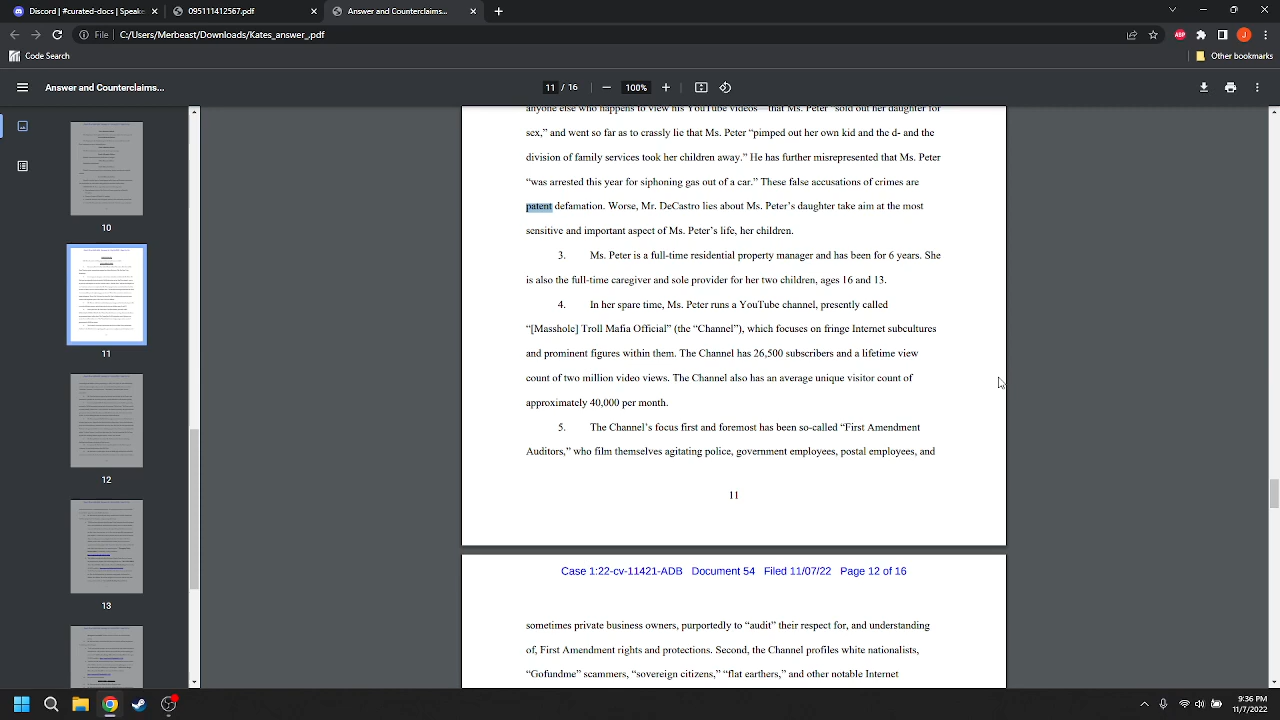 Discord | #curated-docs | Speake
095111412567.pdf
Answer and Counterclaims...
File C:/Users/Merbeast/Downloads/Kates_answer_.pdf
ABP
J
Code Search
Other bookmarks
Answer and Counterclaims...
11 / 16
100%
anyone else who happens to view his YouTube videos—that Ms. Peter "sold out her daughter for
sex," and went so far as to crassly lie that Ms. Peter "pimped out her own kid and the d- and the
division of family services took her children away." He has further misrepresented that Ms. Peter
"was arrested this year for siphoning gas out of a car." These false accusations of crimes are
patent defamation. Worse, Mr. DeCastro lies about Ms. Peter's daughter take aim at the most
sensitive and important aspect of Ms. Peter's life, her children.
3. Ms. Peter is a full-time residential property manager and has been for 6 years. She
is also a full-time caregiver and sole provider for her two children, ages 16 and 13.
4. In her spare time, Ms. Peter runs a YouTube channel, presently called
"[Masshole] Troll Mafia Official" (the "Channel"), which focuses on fringe Internet subcultures
and prominent figures within them. The Channel has 26,500 subscribers and a lifetime view
count of two million video views. The Channel also has an average unique visitor count of
approximately 40,000 per month.
5. The Channel's focus first and foremost has been so-called "First Amendment
Auditors," who film themselves agitating police, government employees, postal employees, and
11
Case 1:22-cv-11421-ADB Document 54 Filed 11/07/22 Page 12 of 16
sometimes private business owners, purportedly to "audit" their respect for, and understanding
of, First Amendment rights and protections. Second, the Channel profiles white nationalists,
"gofundme" scammers, "sovereign citizens," "flat earthers," and other notable Internet
10
11
12
13
9:36 PM
11/7/2022